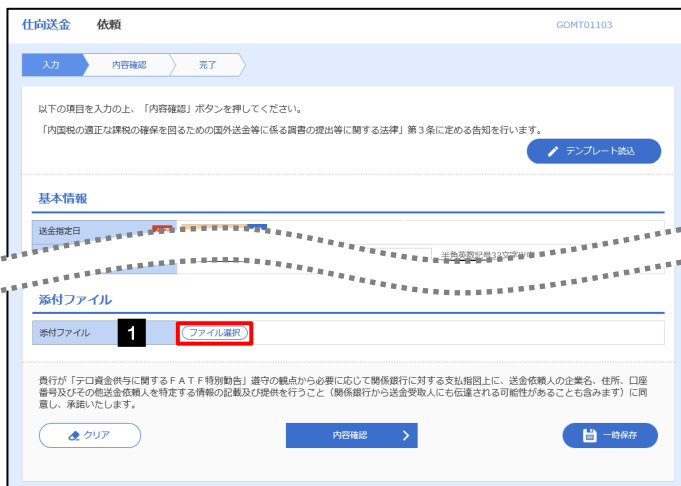 仕向送金 依頼 GOMT01103
入力 内容確認 完了
以下の項目を入力の上、「内容確認」ボタンを押してください。
「内国税の適正な課税の確保を図るための国外送金等に係る調書の提出等に関する法律」第3条に定める告知を行います。
テンプレート読込
基本情報
送金指定日
半角英数記号32文字以内
添付ファイル
添付ファイル 1 ファイル選択
貴行が「テロ資金供与に関するFATF特別勧告」遵守の観点から必要に応じて関係銀行に対する支払指図上に、送金依頼人の企業名、住所、口座
番号及びその他送金依頼人を特定する情報の記載及び提供を行うこと（関係銀行から送金受取人にも伝達される可能性があることも含みます）に同
意し、承諾いたします。
クリア 内容確認 一時保存